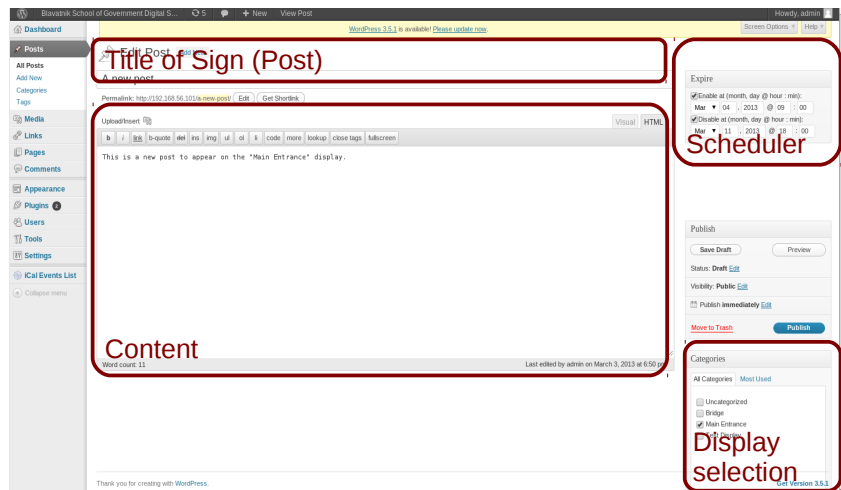 Blavatnik School of Government Digital S... 5 + New View Post Howdy, admin
WordPress 3.5.1 is available! Please update now.
Screen Options Help
Dashboard
Posts
All Posts
Add New
Categories
Tags
Media
Links
Pages
Comments
Appearance
Plugins 2
Users
Tools
Settings
iCal Events List
Collapse menu
Edit Post Add New
Title of Sign (Post)
A new post
Permalink: http://192.168.56.101/a-new-post/ Edit Get Shortlink
Upload/Insert Visual HTML
b i link b-quote del ins img ul ol li code more lookup close tags fullscreen
This is a new post to appear on the "Main Entrance" display.
Content
Word count: 11 Last edited by admin on March 3, 2013 at 6:50 pm
Expire
Enable at (month, day @ hour : min):
Mar 04 , 2013 @ 09 : 00
Disable at (month, day @ hour : min):
Mar 11 , 2013 @ 18 : 00
Scheduler
Publish
Save Draft Preview
Status: Draft Edit
Visibility: Public Edit
Publish immediately Edit
Move to Trash Publish
Categories
All Categories Most Used
Uncategorized
Bridge
Main Entrance
Test Display
Display
selection
Thank you for creating with WordPress. Get Version 3.5.1